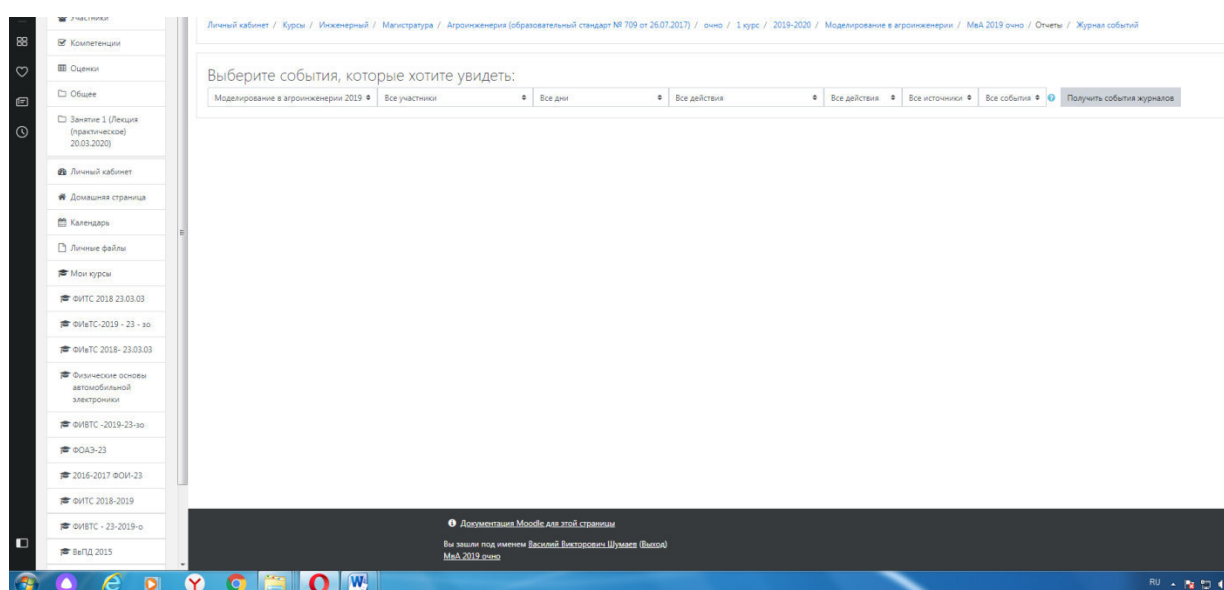 Участники
Компетенции
Оценки
Общее
Занятие 1 (Лекция
(практическое)
20.03.2020)
Личный кабинет
Домашняя страница
Календарь
Личные файлы
Мои курсы
ФИТС 2018 23.03.03
ФИвТС-2019 - 23 - зо
ФИвТС 2018- 23.03.03
Физические основы
автомобильной
электроники
ФИВТС -2019-23-зо
ФОАЭ-23
2016-2017 ФОИ-23
ФИТС 2018-2019
ФИВТС - 23-2019-о
ВвПД 2015
Личный кабинет / Курсы / Инженерный / Магистратура / Агроинженерия (образовательный стандарт № 709 от 26.07.2017) / очно / 1 курс / 2019-2020 / Моделирование в агроинженерии / МвА 2019 очно / Отчеты / Журнал событий
Выберите события, которые хотите увидеть:
Моделирование в агроинженерии 2019 Все участники Все дни Все действия Все действия Все источники Все события Получить события журналов
Документация Moodle для этой страницы
Вы зашли под именем Василий Викторович Шумаев (Выход)
МвА 2019 очно
RU